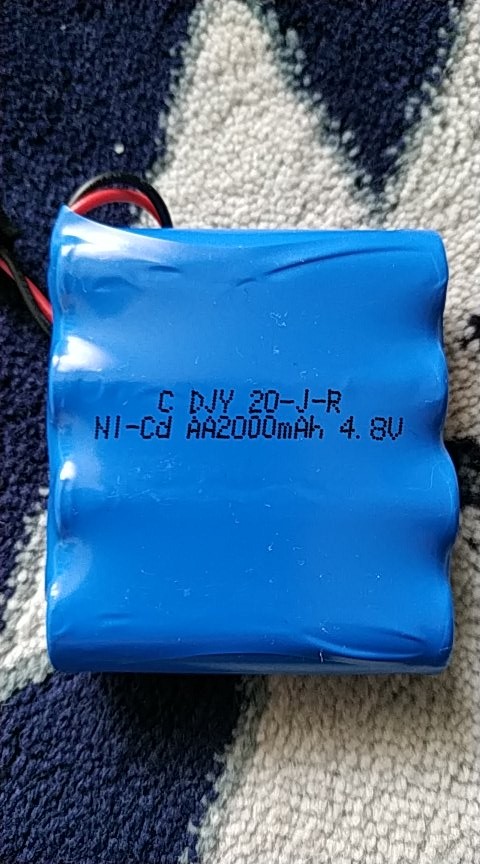 C DJY 20-J-R
NI-Cd AA2000mAh 4.8V